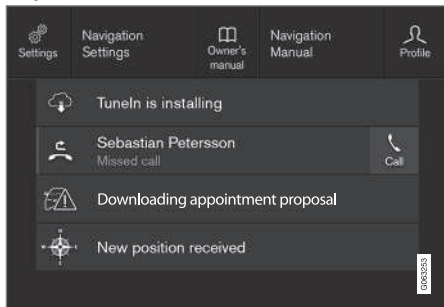 Settings
Navigation
Settings
Owner's
manual
Navigation
Manual
Profile
TuneIn is installing
Sebastian Petersson
Missed call
Call
Downloading appointment proposal
New position received
G063253